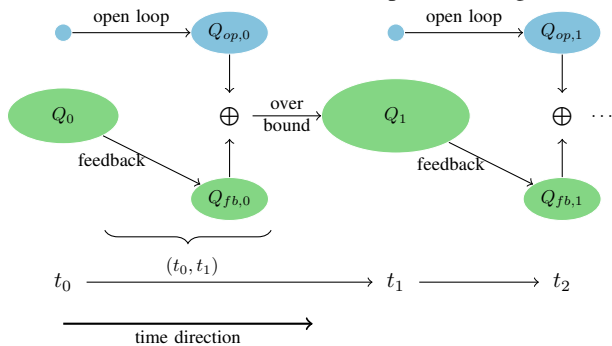 open loop
Q_{op,0}
open loop
Q_{op,1}
Q_0
⊕
over
bound
Q_1
⊕
...
feedback
feedback
Q_{fb,0}
Q_{fb,1}
(t_0, t_1)
t_0
t_1
t_2
time direction